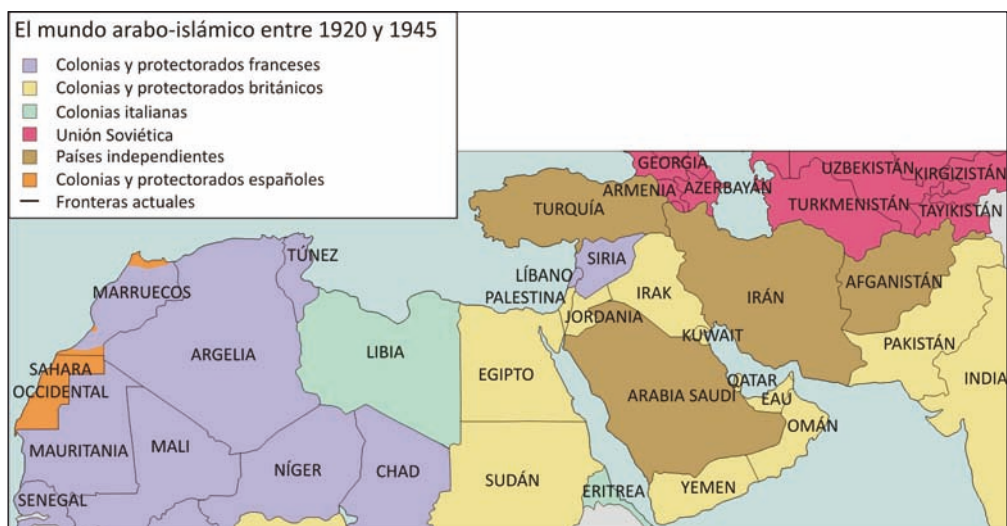 El mundo arabo-islámico entre 1920 y 1945
Colonias y protectorados franceses
Colonias y protectorados británicos
Colonias italianas
Unión Soviética
Países independientes
Colonias y protectorados españoles
Fronteras actuales
GEORGIA
UZBEKISTÁN
KIRGIZISTÁN
ARMENIA
AZERBAYÁN
TURKMENISTÁN
TAYIKISTÁN
TURQUÍA
TÚNEZ
SIRIA
LÍBANO
AFGANISTÁN
MARRUECOS
PALESTINA
IRAK
IRÁN
JORDANIA
KUWAIT
PAKISTÁN
ARGELIA
LIBIA
SAHARA
OCCIDENTAL
EGIPTO
QATAR
INDIA
ARABIA SAUDÍ
EAU
OMÁN
MAURITANIA
MALI
NÍGER
CHAD
SUDÁN
ERITREA
YEMEN
SENEGAL